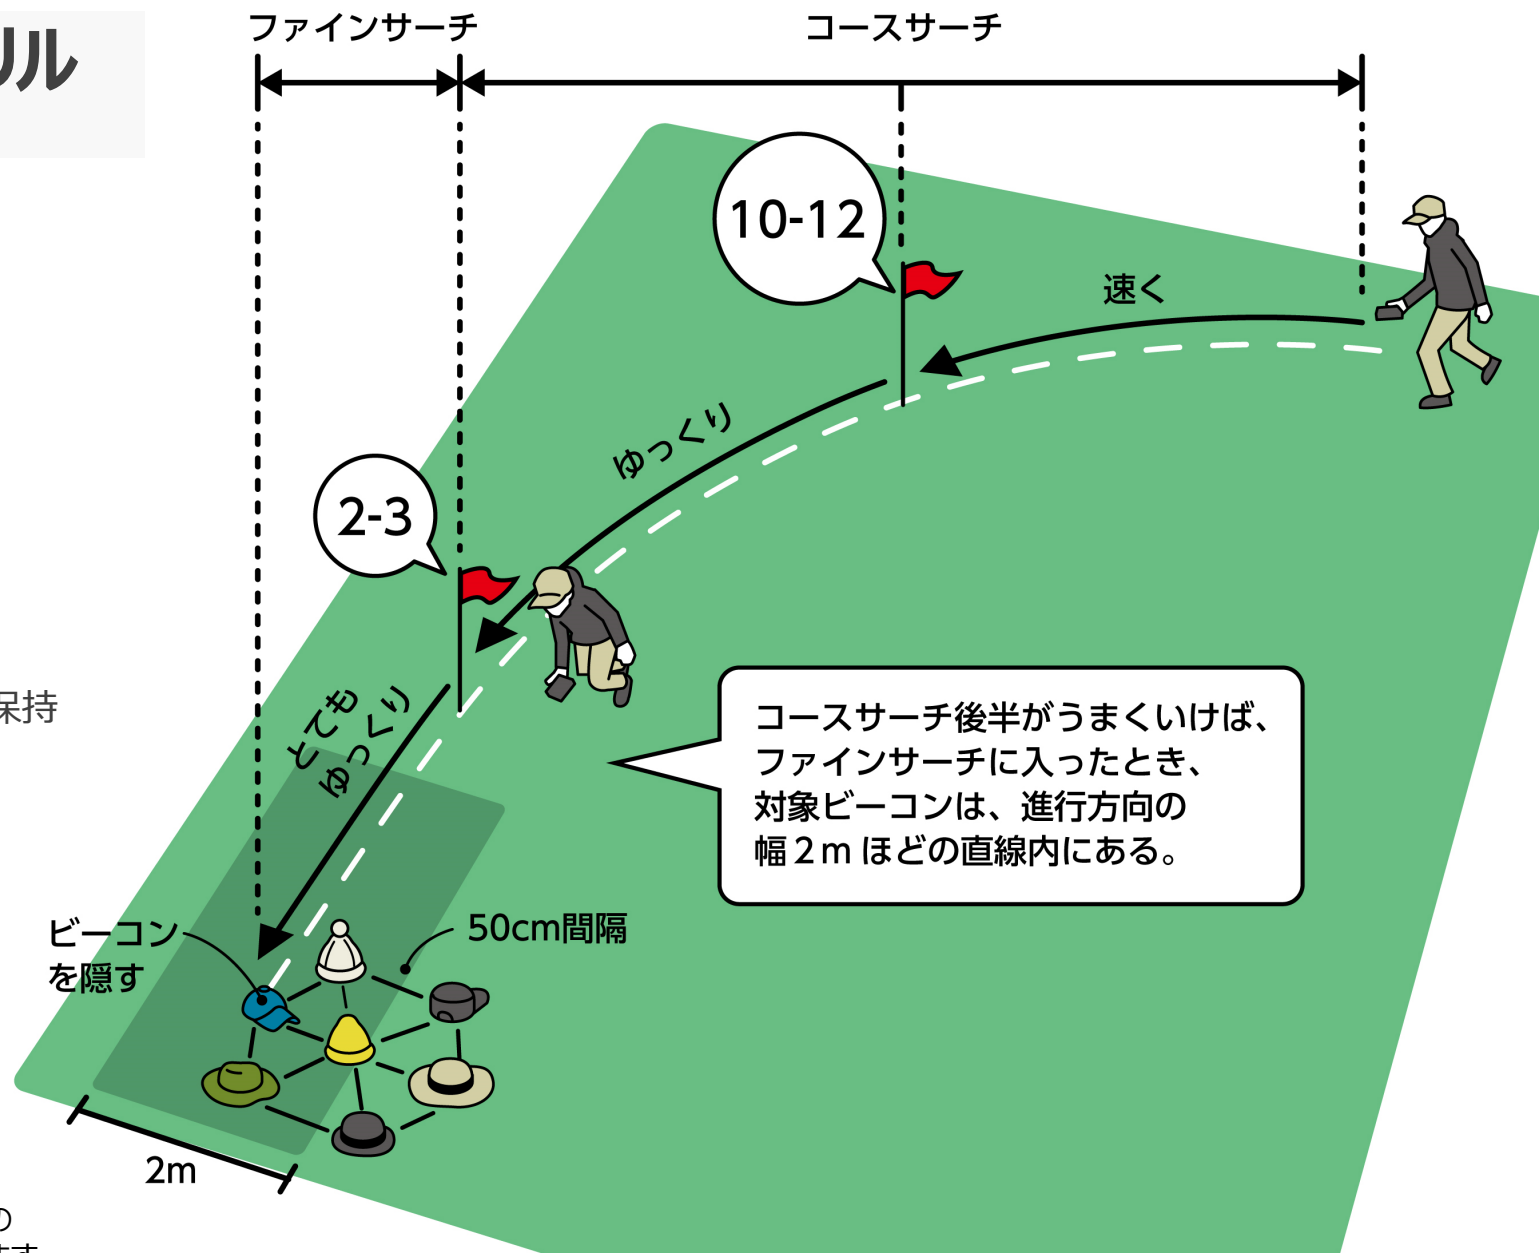 リル
ファインサーチ
コースサーチ
10-12
速く
ゆっくり
2-3
保持
とても
ゆっくり
コースサーチ後半がうまくいけば、
ファインサーチに入ったとき、
対象ビーコンは、進行方向の
幅2mほどの直線内にある。
ビーコン
を隠す
50cm間隔
2m
の
ます